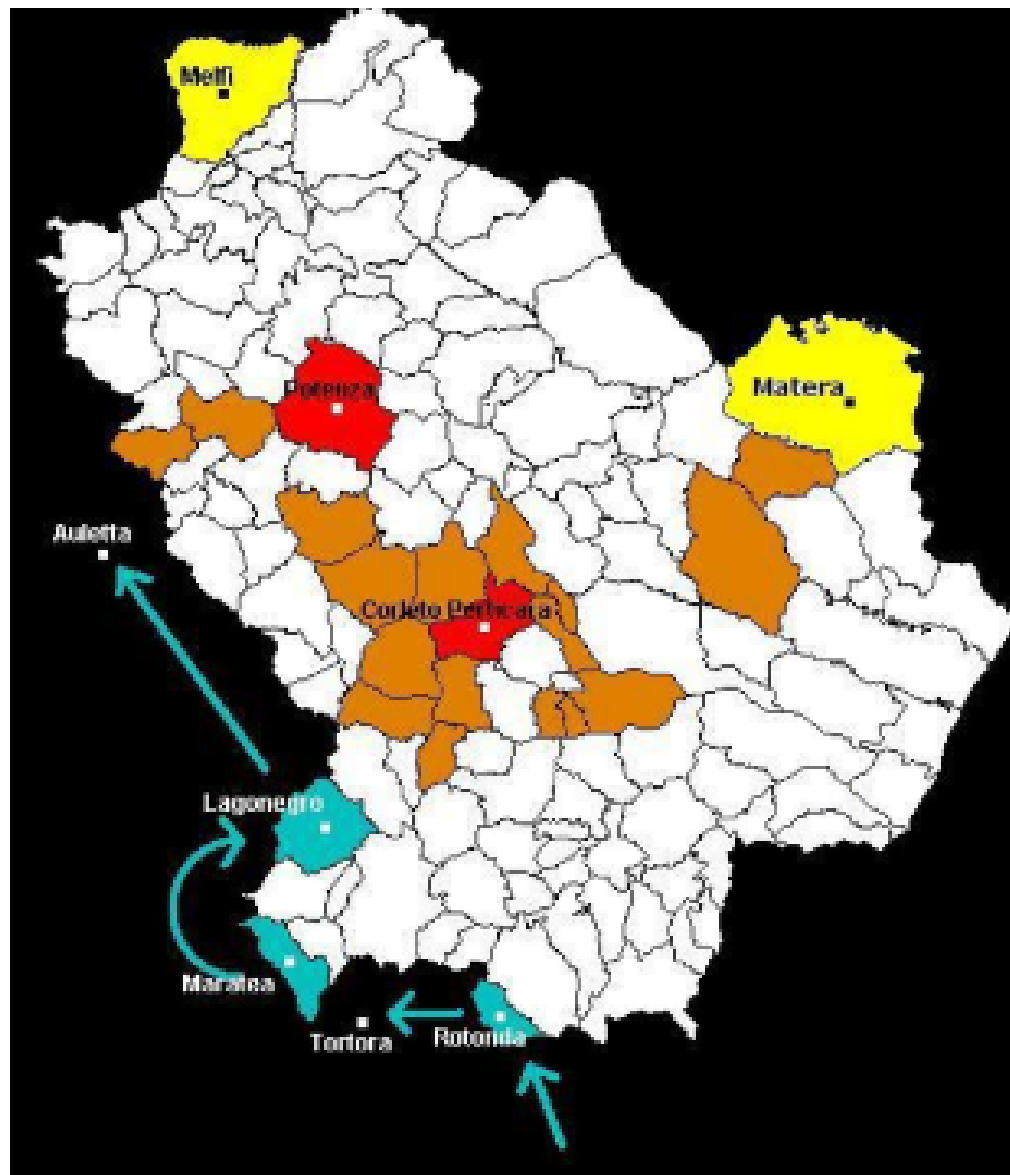 Melfi
Potenza
Matera
Auletta
Corleto Perticara
Lagonegro
Maratea
Tortora
Rotonda